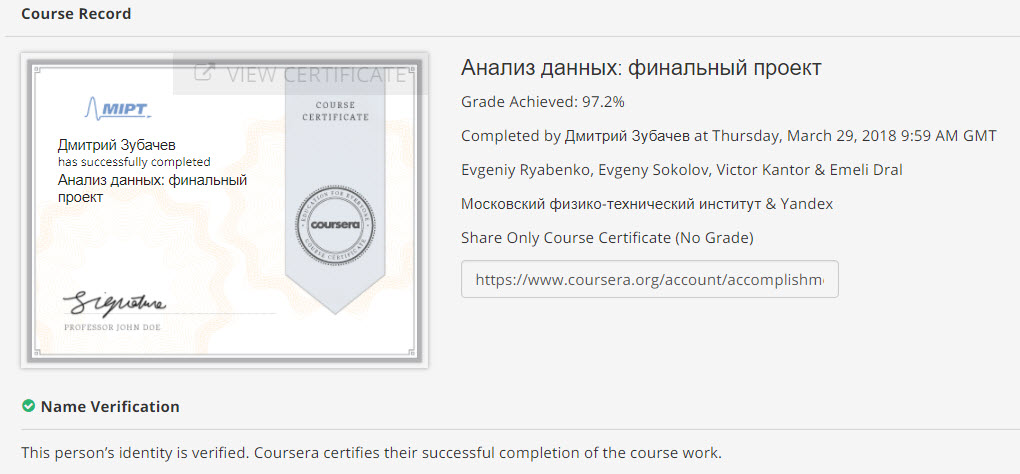 Course Record
VIEW CERTIFICATE
MIPT
COURSE
CERTIFICATE
Дмитрий Зубачев
has successfully completed
Анализ данных: финальный
проект
EDUCATION FOR EVERYONE
coursera
COURSE CERTIFICATE
Signature
PROFESSOR JOHN DOE
Анализ данных: финальный проект
Grade Achieved: 97.2%
Completed by Дмитрий Зубачев at Thursday, March 29, 2018 9:59 AM GMT
Evgeniy Ryabenko, Evgeny Sokolov, Victor Kantor & Emeli Dral
Московский физико-технический институт & Yandex
Share Only Course Certificate (No Grade)
https://www.coursera.org/account/accomplishm
Name Verification
This person’s identity is verified. Coursera certifies their successful completion of the course work.